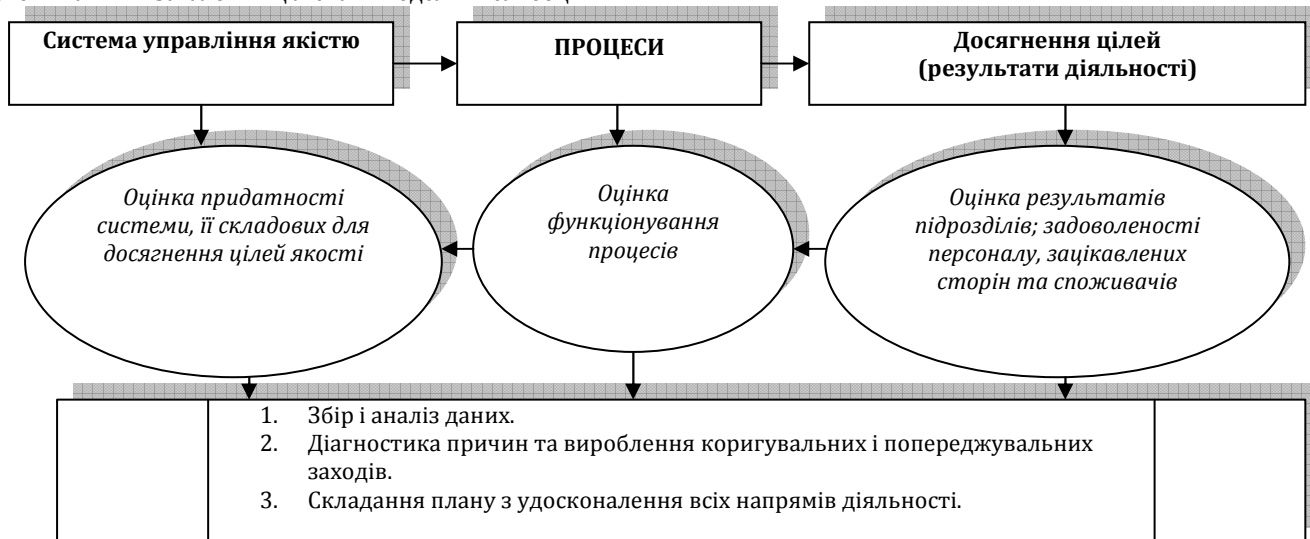 Система управління якістю
ПРОЦЕСИ
Досягнення цілей
(результати діяльності)
Оцінка придатності
системи, її складових для
досягнення цілей якості
Оцінка
функціонування
процесів
Оцінка результатів
підрозділів; задоволеності
персоналу, зацікавлених
сторін та споживачів
1. Збір і аналіз даних.
2. Діагностика причин та вироблення коригувальних і попереджувальних
заходів.
3. Складання плану з удосконалення всіх напрямів діяльності.